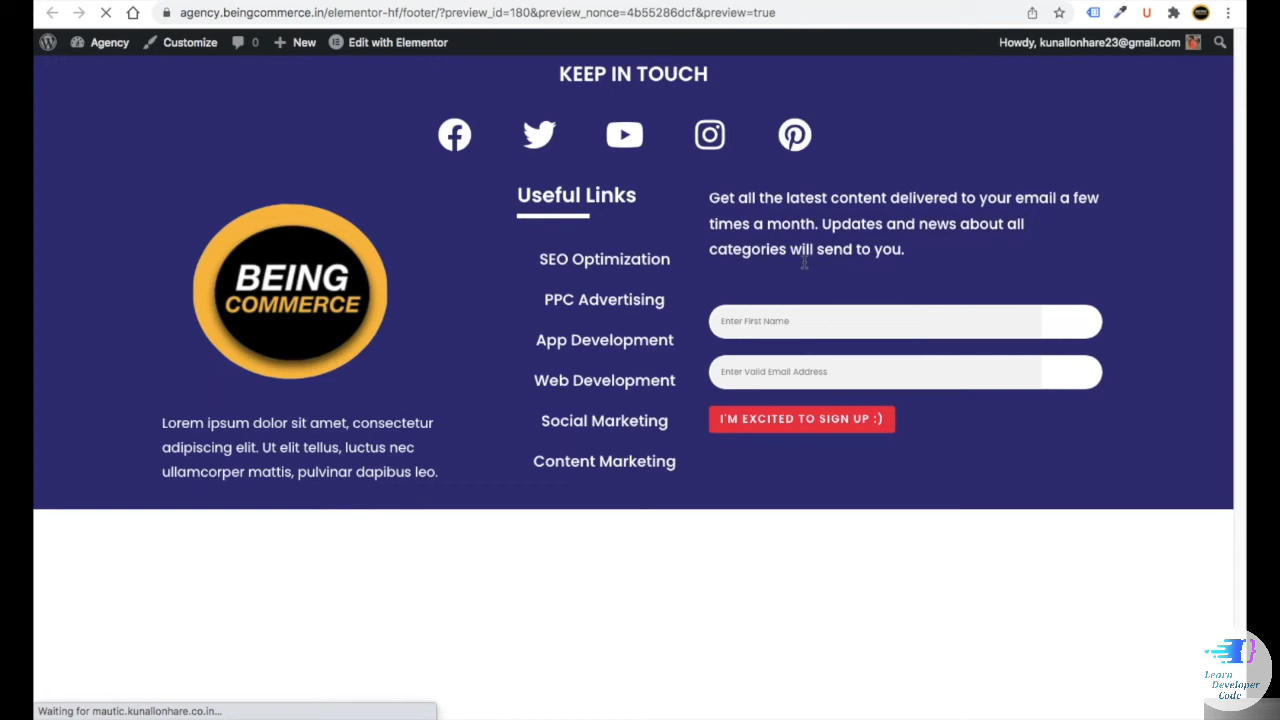 agency.beingcommerce.in/elementor-hf/footer/?preview_id=180&preview_nonce=4b55286dcf&preview=true
Agency Customize 0 New Edit with Elementor Howdy, kunallonhare23@gmail.com
KEEP IN TOUCH
Useful Links
SEO Optimization
PPC Advertising
App Development
Web Development
Social Marketing
Content Marketing
BEING
COMMERCE
Lorem ipsum dolor sit amet, consectetur
adipiscing elit. Ut elit tellus, luctus nec
ullamcorper mattis, pulvinar dapibus leo.
Get all the latest content delivered to your email a few
times a month. Updates and news about all
categories will send to you.
Enter First Name
Enter Valid Email Address
I'M EXCITED TO SIGN UP :)
Waiting for mautic.kunallonhare.co.in...
Learn
Developer
Code